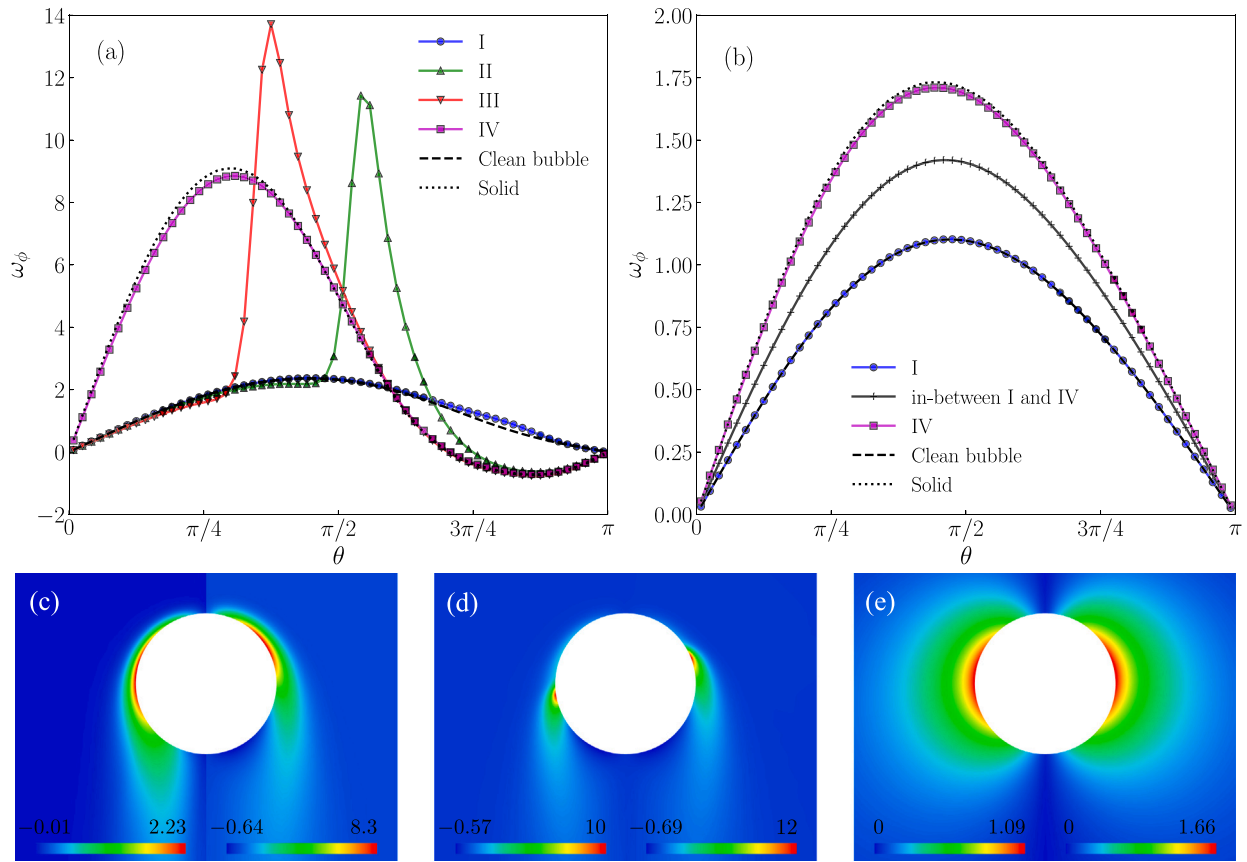 (a)
14
12
10
8
6
4
2
0
−2
ω_ϕ
0
π/4
π/2
3π/4
π
θ
I
II
III
IV
Clean bubble
Solid
(b)
2.00
1.75
1.50
1.25
1.00
0.75
0.50
0.25
0.00
ω_ϕ
0
π/4
π/2
3π/4
π
θ
I
in-between I and IV
IV
Clean bubble
Solid
(c)
−0.01 2.23
−0.64 8.3
(d)
−0.57 10
−0.69 12
(e)
0 1.09
0 1.66